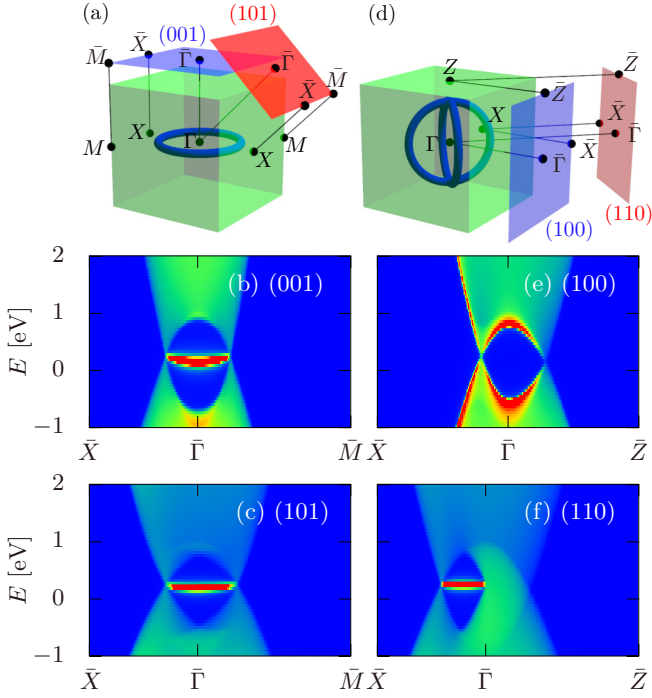 (a)
(101)
(d)
(001)
M̄
X̄
Γ̄
Γ̄
M̄
X̄
X
M
Γ
X
M
Z
Z̄
Z̄
X
Γ
X̄
Γ̄
X̄
Γ̄
(100)
(110)
2
1
0
−1
E [eV]
(b) (001)
X̄
Γ̄
M̄
(e) (100)
X̄
Γ̄
Z̄
2
1
0
−1
E [eV]
(c) (101)
X̄
Γ̄
M̄
(f) (110)
X̄
Γ̄
Z̄